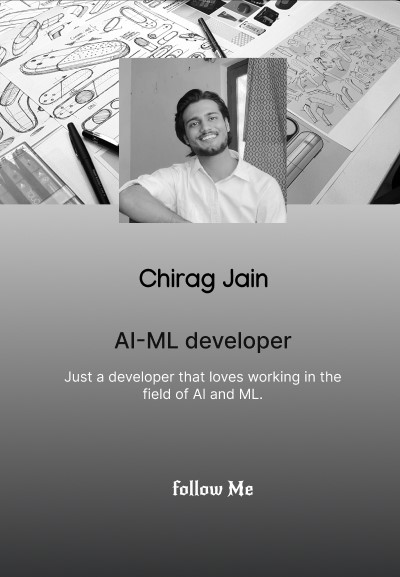 Chirag Jain
AI-ML developer
Just a developer that loves working in the
field of AI and ML.
follow Me